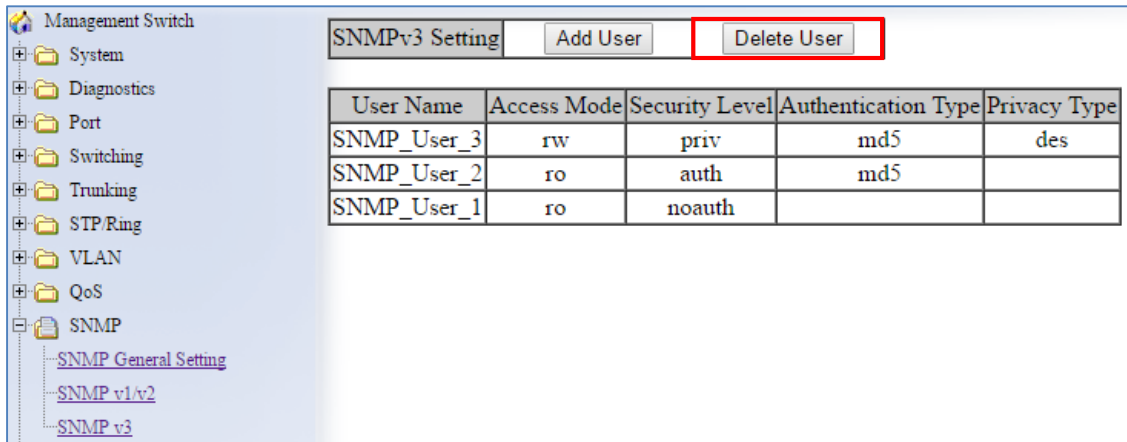 Management Switch
System
Diagnostics
Port
Switching
Trunking
STP/Ring
VLAN
QoS
SNMP
SNMP General Setting
SNMP v1/v2
SNMP v3
SNMPv3 Setting Add User Delete User
User Name Access Mode Security Level Authentication Type Privacy Type
SNMP_User_3 rw priv md5 des
SNMP_User_2 ro auth md5
SNMP_User_1 ro noauth